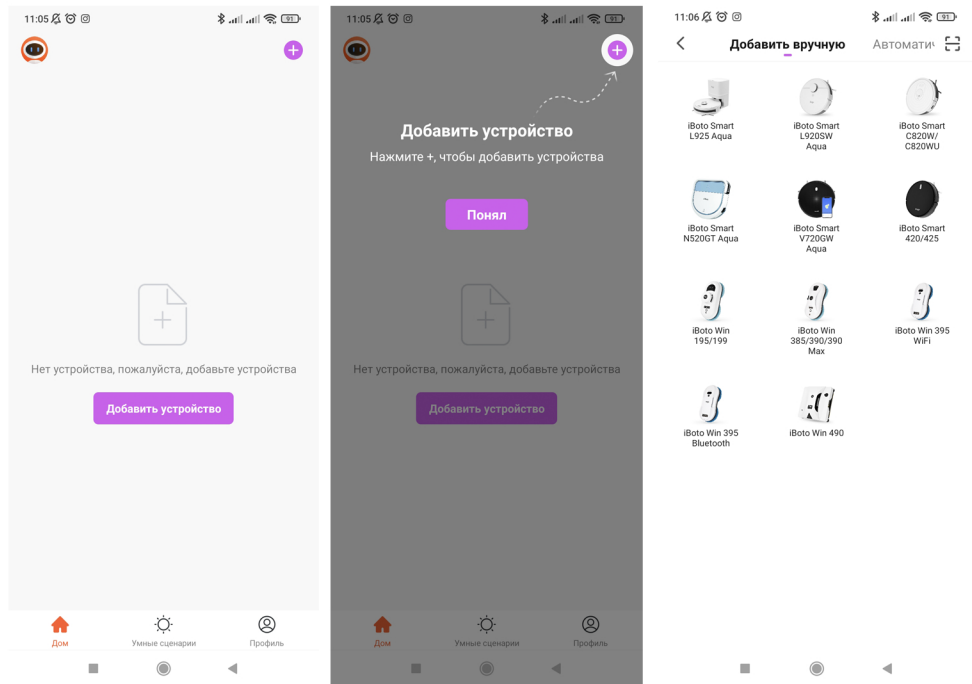 11:05
91
Нет устройства, пожалуйста, добавьте устройства
Добавить устройство
Дом
Умные сценарии
Профиль
11:05
91
Добавить устройство
Нажмите +, чтобы добавить устройства
Понял
Нет устройства, пожалуйста, добавьте устройства
Добавить устройство
Дом
Умные сценарии
Профиль
11:06
91
Добавить вручную
Автомати
iBoto Smart
L925 Aqua
iBoto Smart
L920SW
Aqua
iBoto Smart
C820W/
C820WU
iBoto Smart
N520GT Aqua
iBoto Smart
V720GW
Aqua
iBoto Smart
420/425
iBoto Win
195/199
iBoto Win
385/390/390
Max
iBoto Win 395
WiFi
iBoto Win 395
Bluetooth
iBoto Win 490